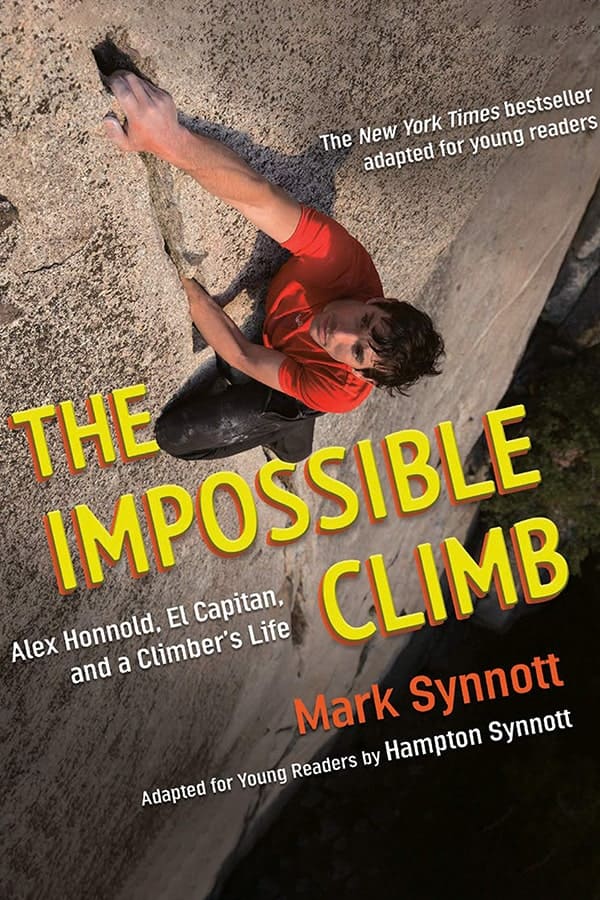 The New York Times bestseller
adapted for young readers
THE
IMPOSSIBLE
CLIMB
Alex Honnold, El Capitan,
and a Climber's Life
Mark Synnott
Adapted for Young Readers by Hampton Synnott